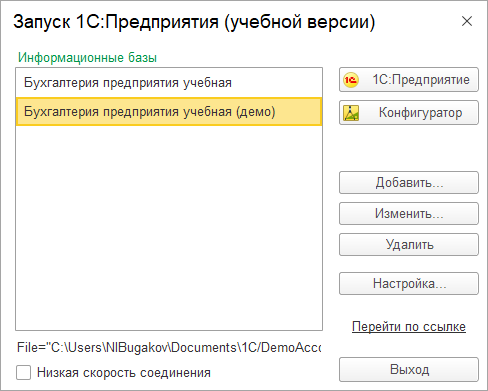 Запуск 1С:Предприятия (учебной версии)
Информационные базы
Бухгалтерия предприятия учебная
Бухгалтерия предприятия учебная (демо)
1С:Предприятие
Конфигуратор
Добавить...
Изменить...
Удалить
Настройка...
Перейти по ссылке
File="C:\Users\NIBugakov\Documents\1C/DemoAcco
Низкая скорость соединения
Выход